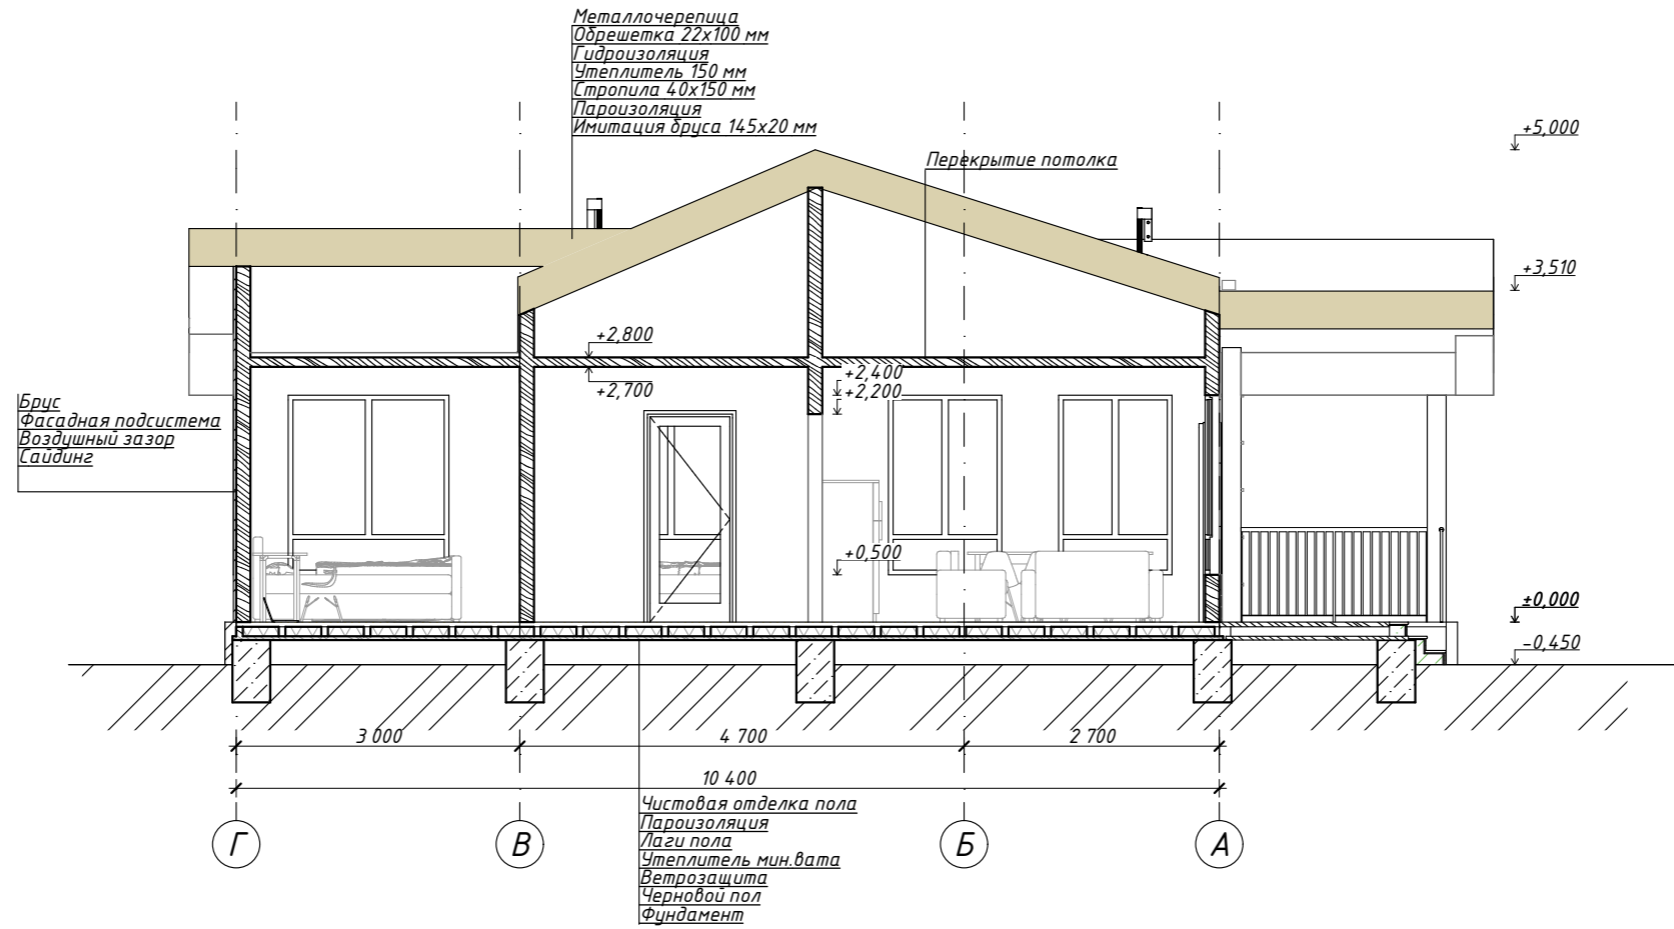 Металлочерепица
Обрешетка 22х100 мм
Гидроизоляция
Утеплитель 150 мм
Стропила 40х150 мм
Пароизоляция
Имитация бруса 145х20 мм
+5,000
Перекрытие потолка
+3,510
+2,800
+2,700
+2,400
+2,200
Брус
Фасадная подсистема
Воздушный зазор
Сайдинг
+0,500
±0,000
-0,450
3 000
4 700
2 700
10 400
Чистовая отделка пола
Пароизоляция
Лаги пола
Утеплитель мин.вата
Ветрозащита
Черновой пол
Фундамент
Г
В
Б
А